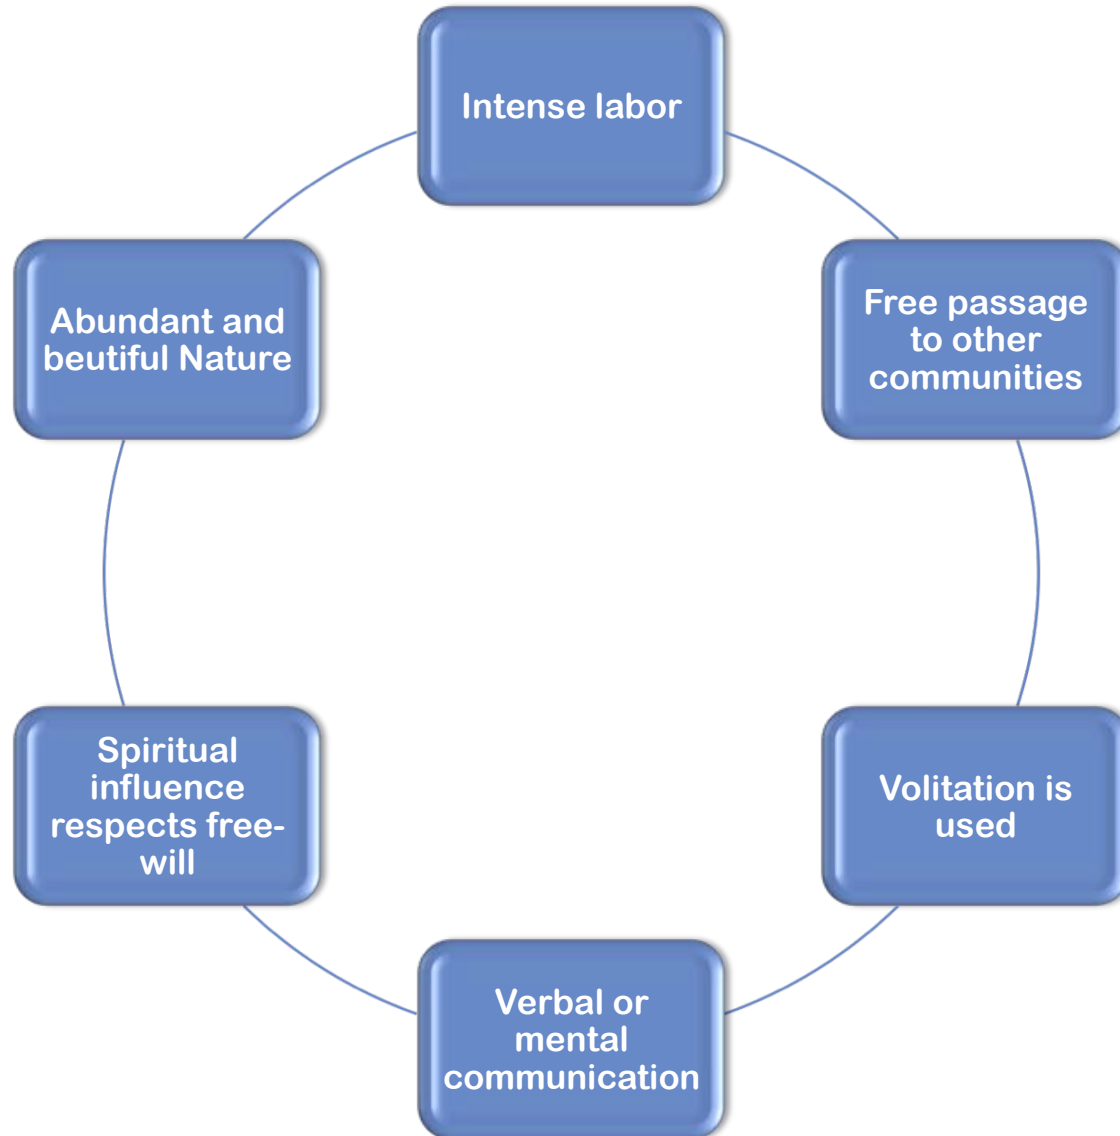 Intense labor
Free passage
to other
communities
Volitation is
used
Verbal or
mental
communication
Spiritual
influence
respects free-
will
Abundant and
beutiful Nature